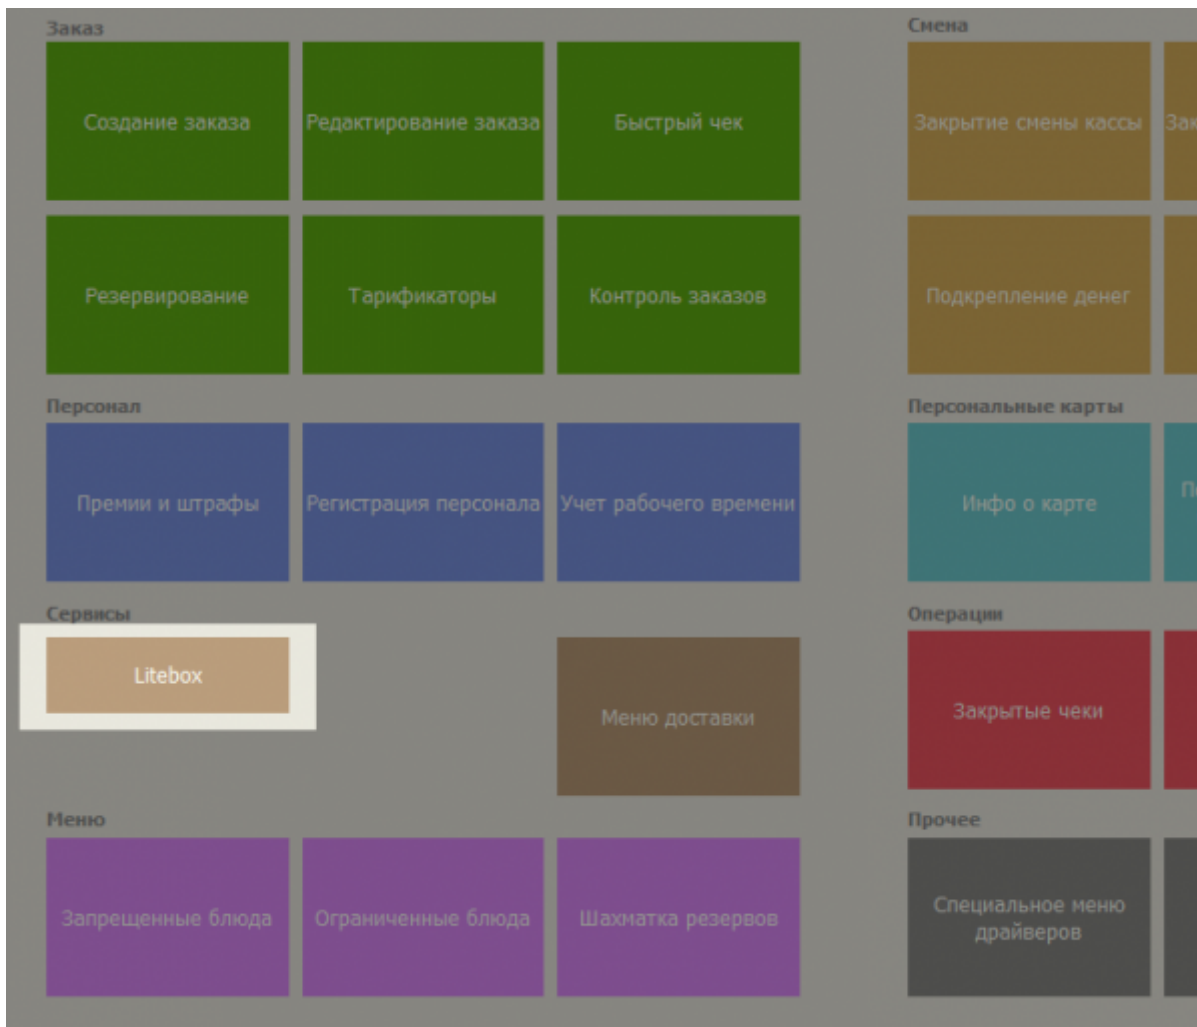 Заказ
Создание заказа
Редактирование заказа
Быстрый чек
Резервирование
Тарификаторы
Контроль заказов
Смена
Закрытие смены кассы
Подкрепление денег
Персонал
Премии и штрафы
Регистрация персонала
Учет рабочего времени
Персональные карты
Инфо о карте
Сервисы
Litebox
Меню доставки
Операции
Закрытые чеки
Меню
Запрещенные блюда
Ограниченные блюда
Шахматка резервов
Прочее
Специальное меню
драйверов